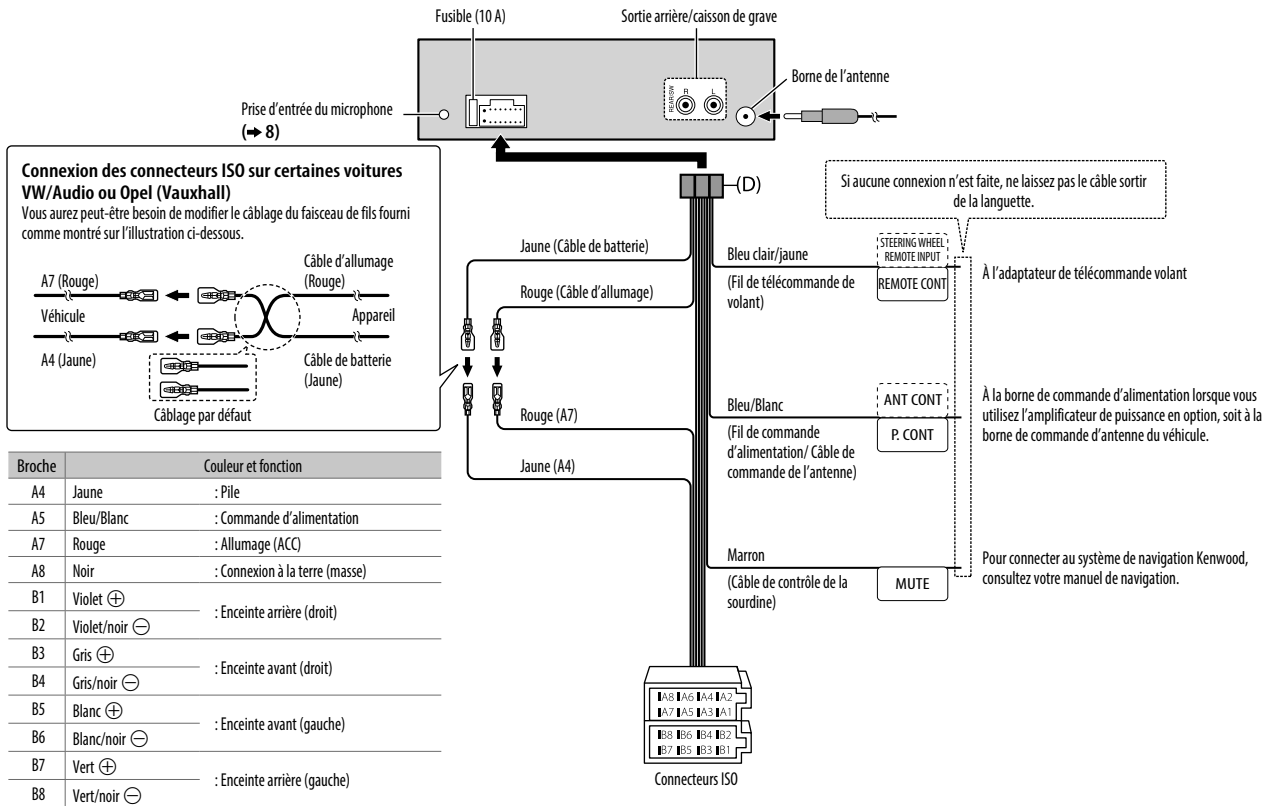 Fusible (10 A)
Sortie arrière/caisson de grave
Borne de l'antenne
REAR/SW
R
L
Prise d'entrée du microphone
(➜ 8)
Connexion des connecteurs ISO sur certaines voitures
VW/Audio ou Opel (Vauxhall)
Vous aurez peut-être besoin de modifier le câblage du faisceau de fils fourni
comme montré sur l'illustration ci-dessous.
A7 (Rouge)
Câble d'allumage
(Rouge)
Véhicule
Appareil
A4 (Jaune)
Câble de batterie
(Jaune)
Câblage par défaut
(D)
Si aucune connexion n'est faite, ne laissez pas le câble sortir
de la languette.
Jaune (Câble de batterie)
Rouge (Câble d'allumage)
Rouge (A7)
Jaune (A4)
Bleu clair/jaune
(Fil de télécommande de
volant)
STEERING WHEEL
REMOTE INPUT
REMOTE CONT
À l'adaptateur de télécommande volant
Bleu/Blanc
(Fil de commande
d'alimentation/ Câble de
commande de l'antenne)
ANT CONT
P. CONT
À la borne de commande d'alimentation lorsque vous
utilisez l'amplificateur de puissance en option, soit à la
borne de commande d'antenne du véhicule.
Marron
(Câble de contrôle de la
sourdine)
MUTE
Pour connecter au système de navigation Kenwood,
consultez votre manuel de navigation.
Broche Couleur et fonction
A4 Jaune : Pile
A5 Bleu/Blanc : Commande d'alimentation
A7 Rouge : Allumage (ACC)
A8 Noir : Connexion à la terre (masse)
B1 Violet ⊕ : Enceinte arrière (droit)
B2 Violet/noir ⊖
B3 Gris ⊕ : Enceinte avant (droit)
B4 Gris/noir ⊖
B5 Blanc ⊕ : Enceinte avant (gauche)
B6 Blanc/noir ⊖
B7 Vert ⊕ : Enceinte arrière (gauche)
B8 Vert/noir ⊖
A8 A6 A4 A2
A7 A5 A3 A1
B8 B6 B4 B2
B7 B5 B3 B1
Connecteurs ISO